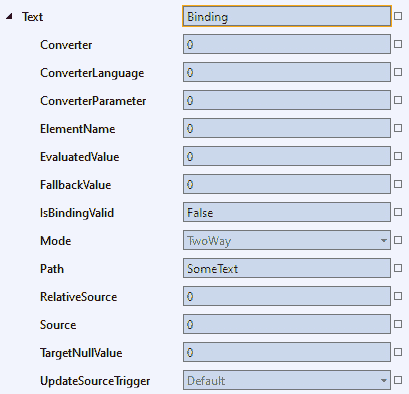 Text Binding
Converter 0
ConverterLanguage 0
ConverterParameter 0
ElementName 0
EvaluatedValue 0
FallbackValue 0
IsBindingValid False
Mode TwoWay
Path SomeText
RelativeSource 0
Source 0
TargetNullValue 0
UpdateSourceTrigger Default